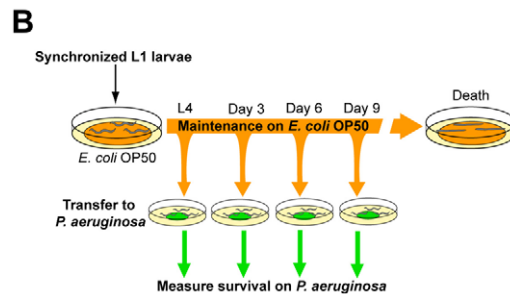 B
Synchronized L1 larvae
L4 Day 3 Day 6 Day 9 Death
Maintenance on E. coli OP50
E. coli OP50
Transfer to
P. aeruginosa
Measure survival on P. aeruginosa